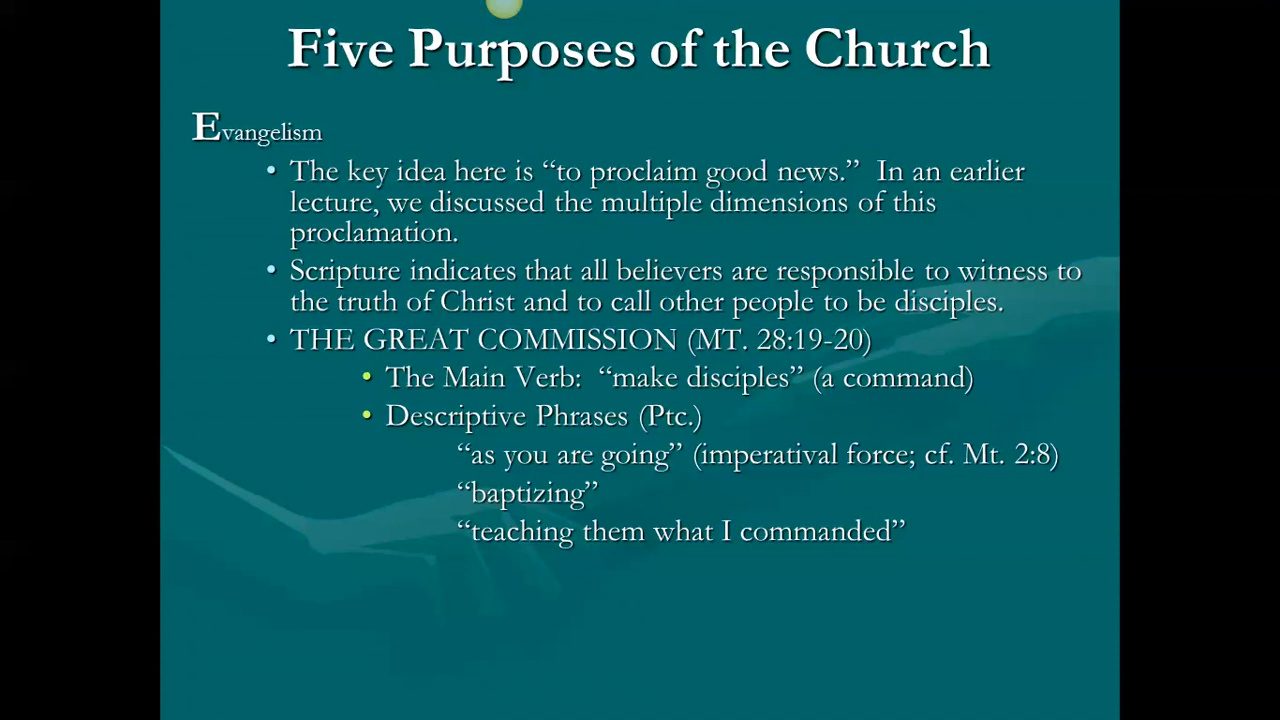 Five Purposes of the Church
Evangelism
• The key idea here is “to proclaim good news.”  In an earlier
lecture, we discussed the multiple dimensions of this
proclamation.
• Scripture indicates that all believers are responsible to witness to
the truth of Christ and to call other people to be disciples.
• THE GREAT COMMISSION (MT. 28:19-20)
• The Main Verb:  “make disciples” (a command)
• Descriptive Phrases (Ptc.)
“as you are going” (imperatival force; cf. Mt. 2:8)
“baptizing”
“teaching them what I commanded”